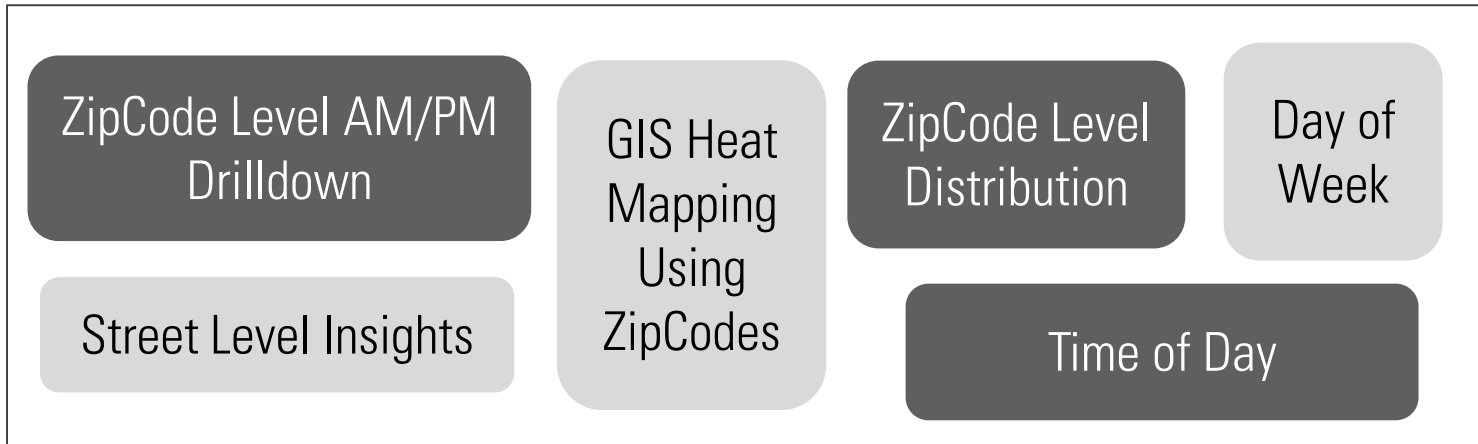 ZipCode Level AM/PM
Drilldown
Street Level Insights
GIS Heat
Mapping
Using
ZipCodes
ZipCode Level
Distribution
Day of
Week
Time of Day